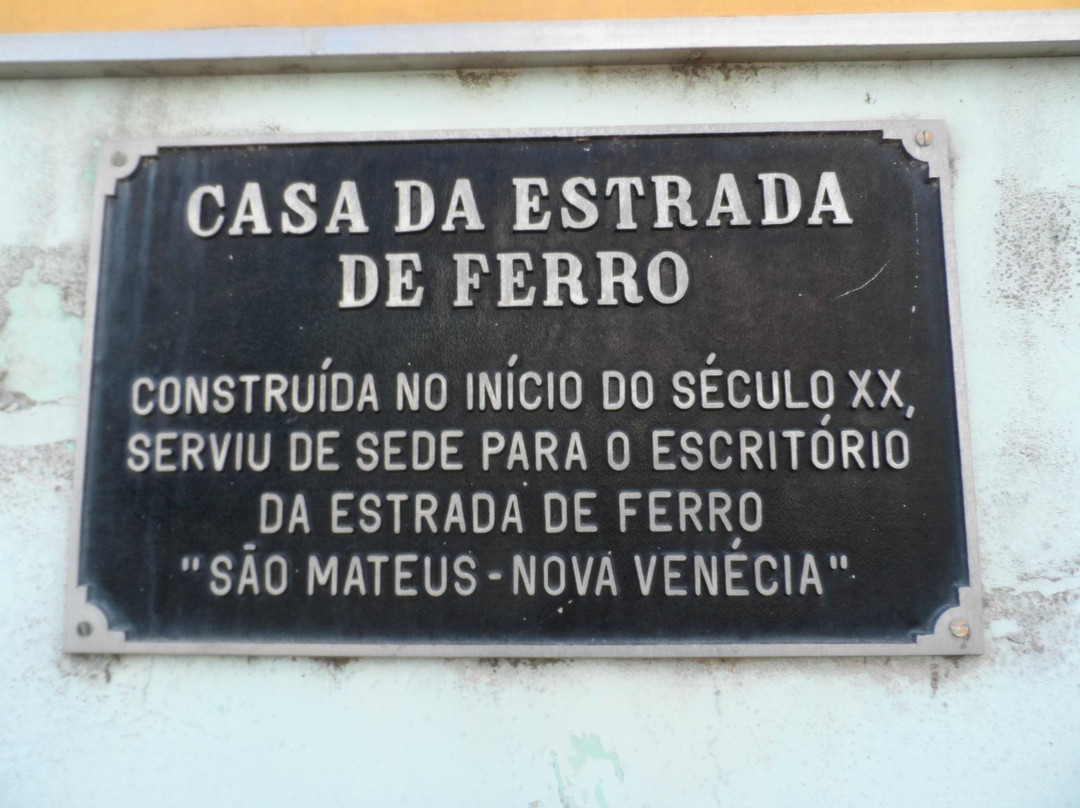 CASA DA ESTRADA
DE FERRO
CONSTRUÍDA NO INÍCIO DO SÉCULO XX,
SERVIU DE SEDE PARA O ESCRITÓRIO
DA ESTRADA DE FERRO
"SÃO MATEUS-NOVA VENÉCIA"